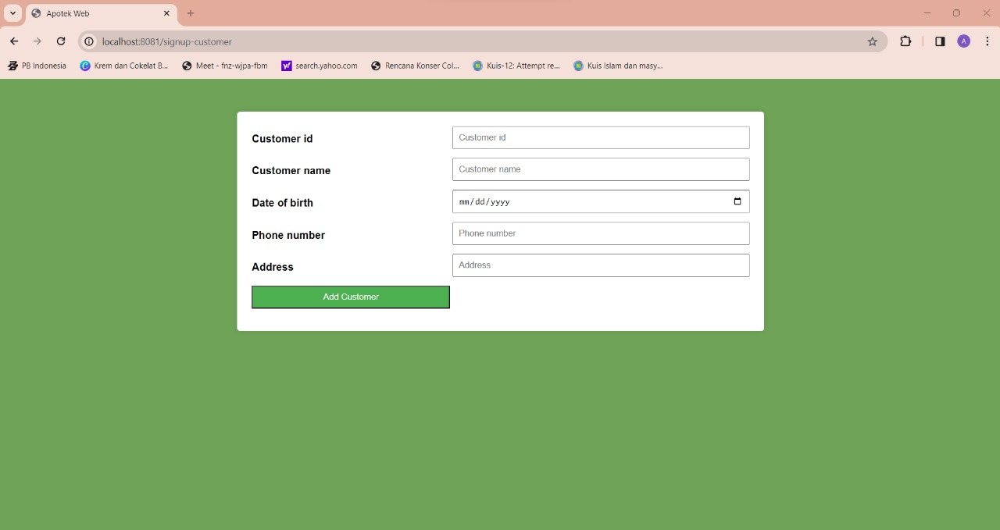 Apotek Web
localhost:8081/signup-customer
A
PB Indonesia
Krem dan Cokelat B...
Meet - fnz-wjpa-fbm
search.yahoo.com
Rencana Konser Col...
Kuis-12: Attempt re...
Kuis Islam dan masy...
Customer id
Customer id
Customer name
Customer name
Date of birth
mm/dd/yyyy
Phone number
Phone number
Address
Address
Add Customer